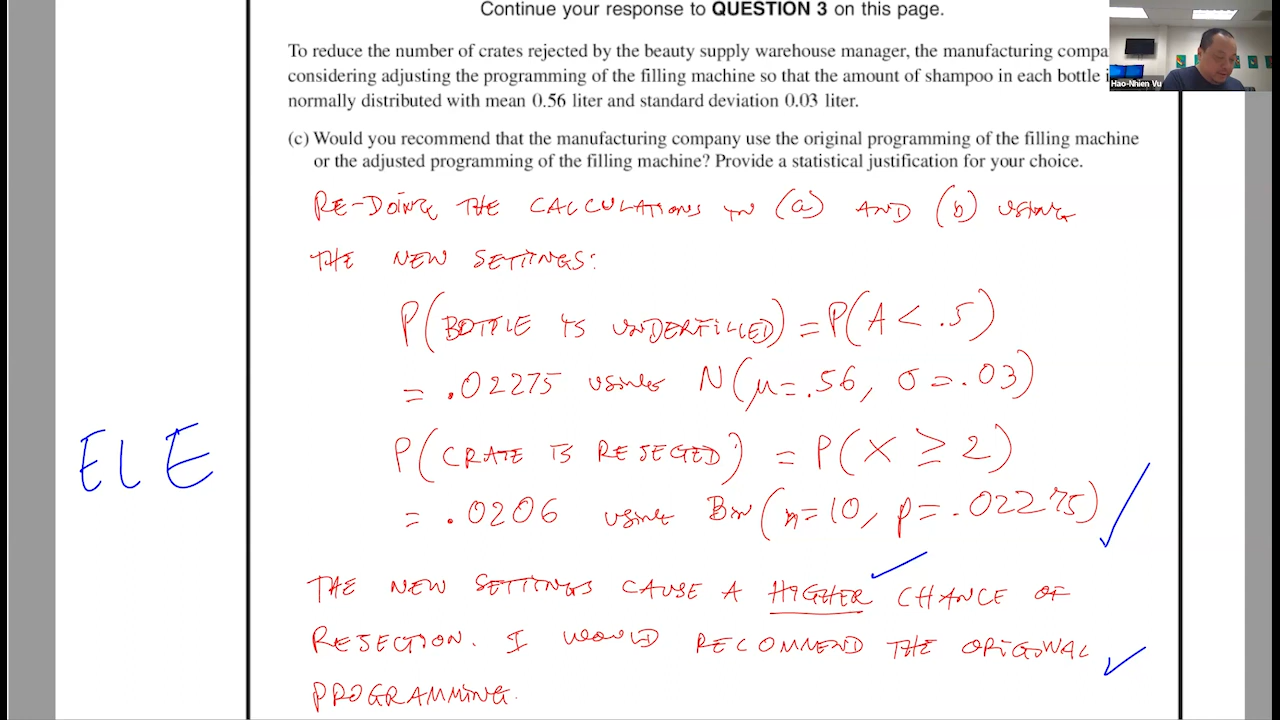 Continue your response to QUESTION 3 on this page.
To reduce the number of crates rejected by the beauty supply warehouse manager, the manufacturing compa
considering adjusting the programming of the filling machine so that the amount of shampoo in each bottle i
normally distributed with mean 0.56 liter and standard deviation 0.03 liter.
Hao-Nhien Vu
(c) Would you recommend that the manufacturing company use the original programming of the filling machine
or the adjusted programming of the filling machine? Provide a statistical justification for your choice.
RE-DOING THE CALCULATIONS IN (a) AND (b) USING
THE NEW SETTINGS:
P(BOTTLE IS UNDERFILLED) = P(A < .5)
= .02275 USING N(μ=.56, σ=.03)
P(CRATE IS REJECTED) = P(X ≥ 2)
= .0206 USING BIN(n=10, p=.02275)
ELE
THE NEW SETTINGS CAUSE A HIGHER CHANCE OF
REJECTION. I WOULD RECOMMEND THE ORIGINAL
PROGRAMMING.